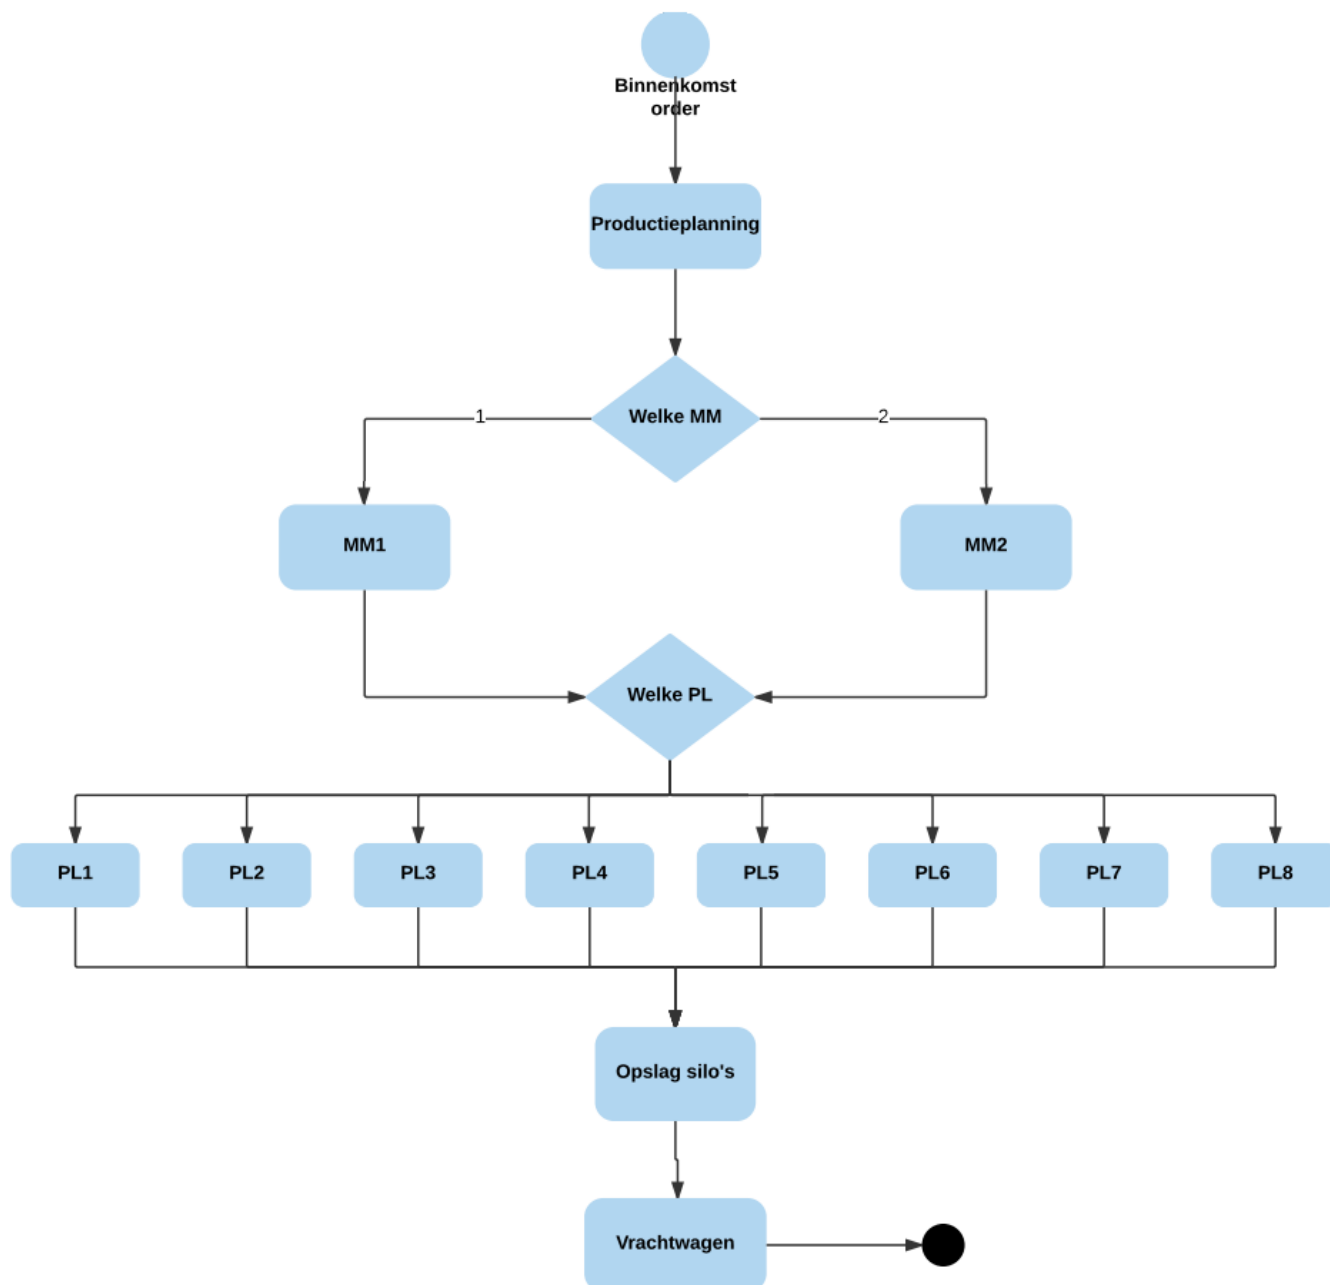 Binnenkomst
order
Productieplanning
Welke MM
1
2
MM1
MM2
Welke PL
PL1
PL2
PL3
PL4
PL5
PL6
PL7
PL8
Opslag silo's
Vrachtwagen